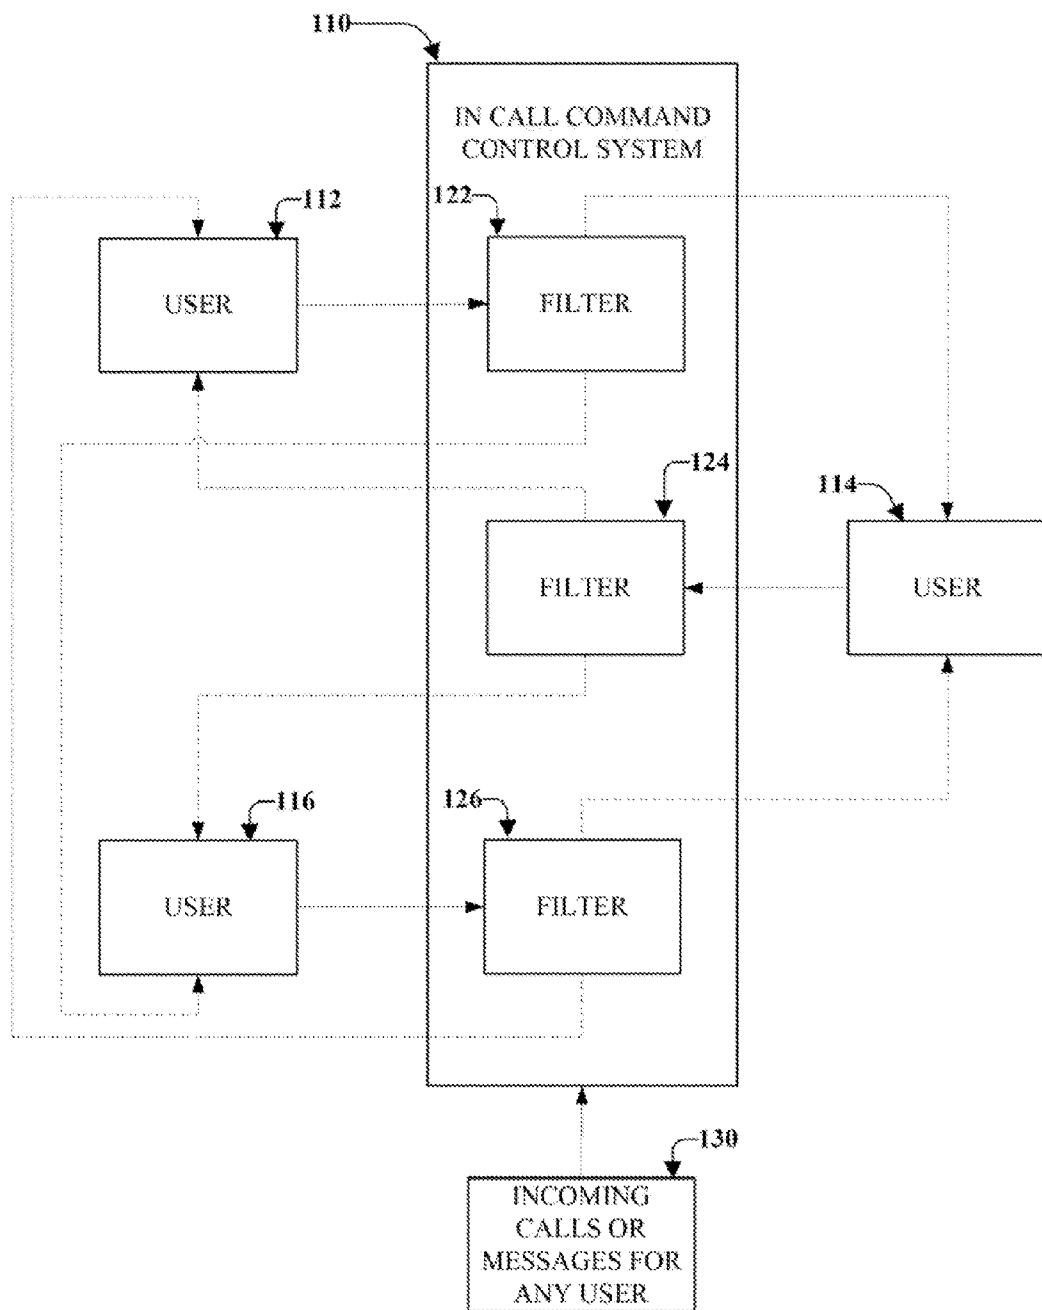 110
IN CALL COMMAND
CONTROL SYSTEM
112
122
USER
FILTER
124
114
FILTER
USER
116
126
USER
FILTER
130
INCOMING
CALLS OR
MESSAGES FOR
ANY USER